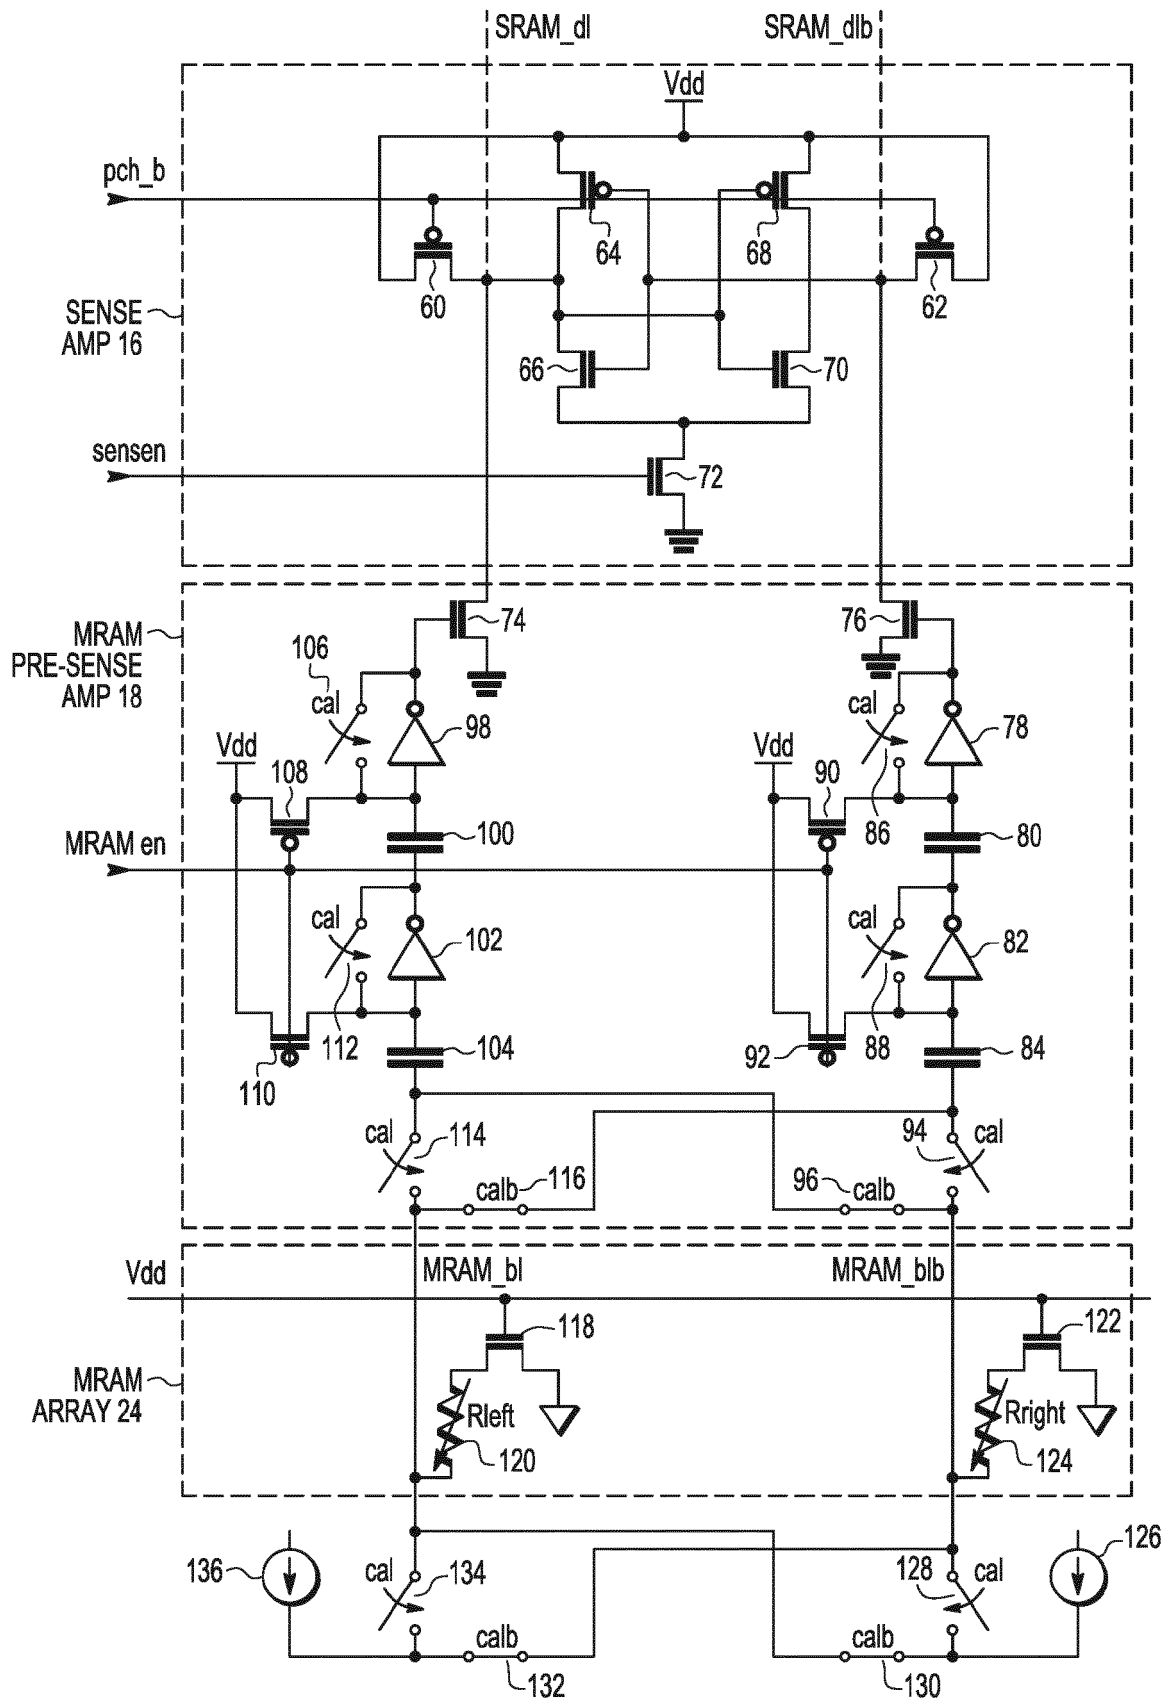 SRAM_dl
SRAM_dlb
Vdd
pch_b
64
68
60
62
SENSE
AMP 16
66
70
sensen
72
MRAM
PRE-SENSE
AMP 18
74
76
106
cal
98
cal
78
Vdd
108
Vdd
90
86
MRAM en
100
80
cal
102
cal
82
112
104
88
84
110
92
cal
114
94
cal
calb
116
96
calb
Vdd
MRAM_bl
MRAM_blb
118
122
MRAM
ARRAY 24
Rleft
Rright
120
124
136
cal
134
128
cal
126
calb
132
calb
130